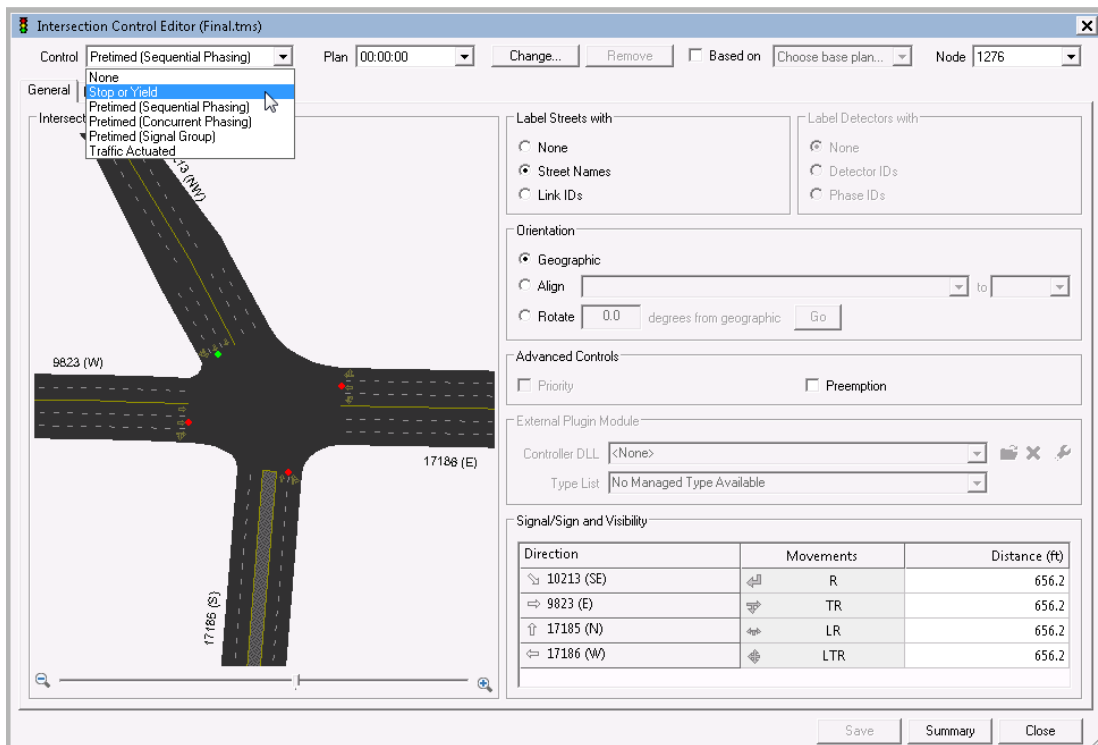 Intersection Control Editor (Final.tms)
Control Pretimed (Sequential Phasing) Plan 00:00:00 Change... Remove Based on Choose base plan... Node 1276
None
Stop or Yield
Pretimed (Sequential Phasing)
Pretimed (Concurrent Phasing)
Pretimed (Signal Group)
Traffic Actuated
General
9823 (W)
17186 (E)
17186 (S)
Label Streets with
None
Street Names
Link IDs
Label Detectors with
None
Detector IDs
Phase IDs
Orientation
Geographic
Align to
Rotate 0.0 degrees from geographic Go
Advanced Controls
Priority Preemption
External Plugin Module
Controller DLL <None>
Type List No Managed Type Available
Signal/Sign and Visibility
Direction Movements Distance (ft)
10213 (SE) R 656.2
9823 (E) TR 656.2
17185 (N) LR 656.2
17186 (W) LTR 656.2
Save Summary Close